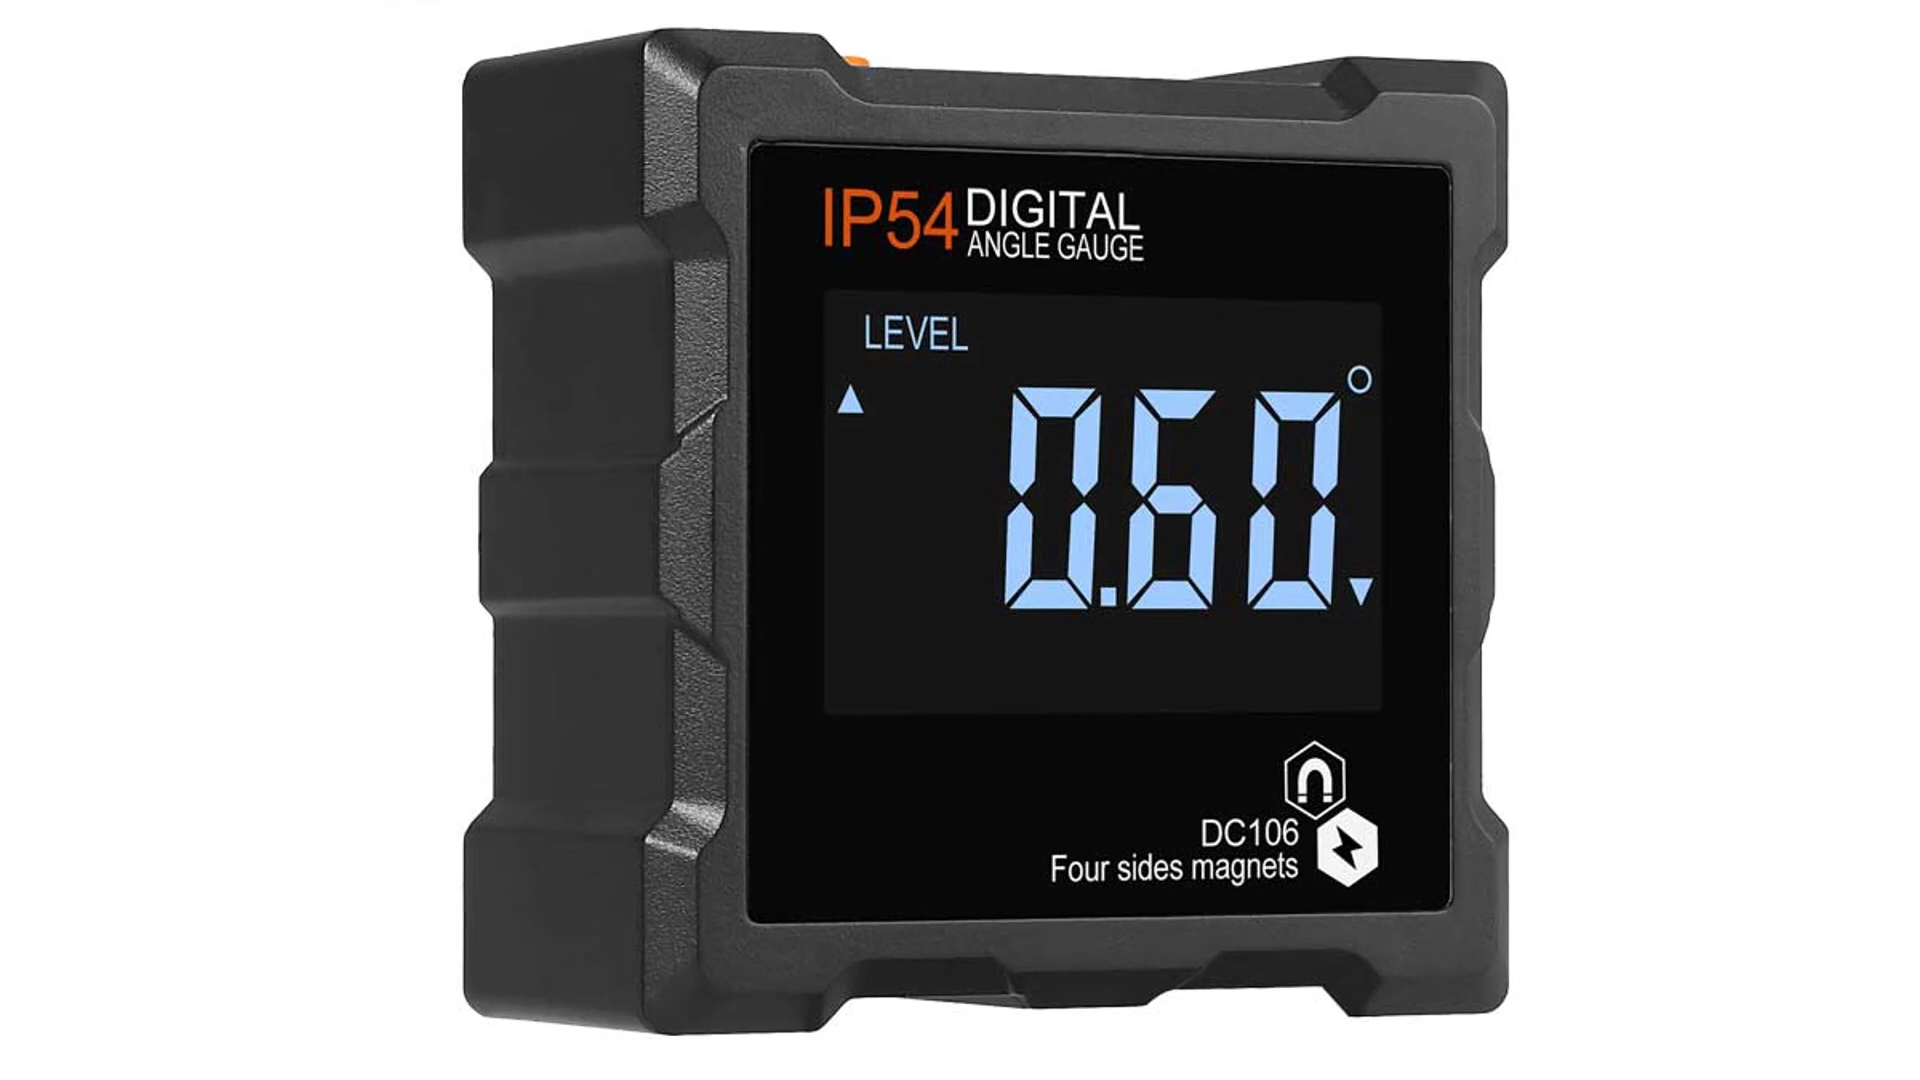 IP54 DIGITAL
ANGLE GAUGE
LEVEL
0.60°
DC106
Four sides magnets